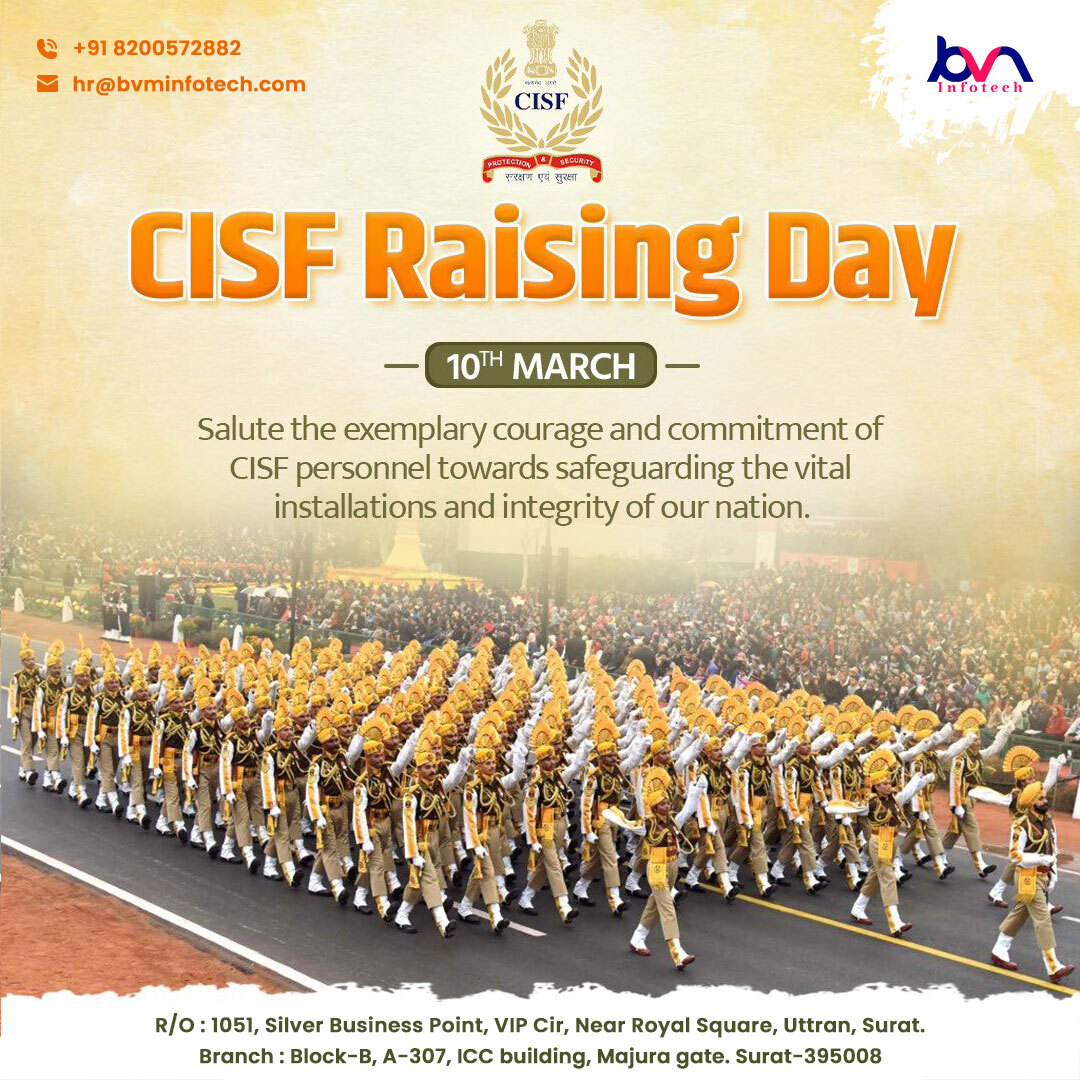 +91 8200572882
hr@bvminfotech.com
सत्यमेव जयते
CISF
PROTECTION & SECURITY
संरक्षण एवं सुरक्षा
bvm
Infotech
CISF Raising Day
10TH MARCH
Salute the exemplary courage and commitment of
CISF personnel towards safeguarding the vital
installations and integrity of our nation.
R/O : 1051, Silver Business Point, VIP Cir, Near Royal Square, Uttran, Surat.
Branch : Block-B, A-307, ICC building, Majura gate. Surat-395008